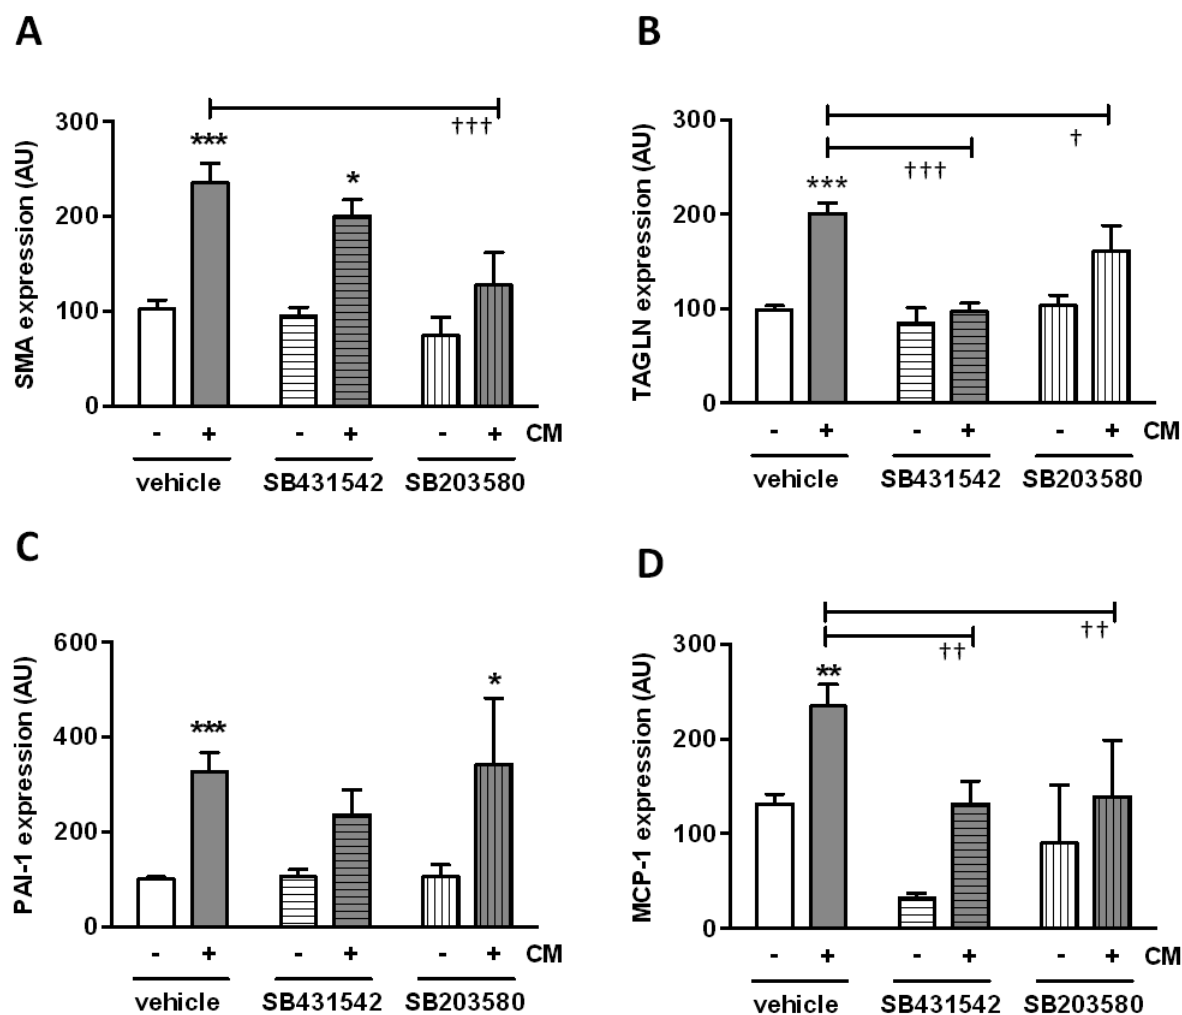 A
SMA expression (AU)
300
200
100
0
***
*
†††
- + - + - + CM
vehicle SB431542 SB203580
B
TAGLN expression (AU)
300
200
100
0
***
†††
†
- + - + - + CM
vehicle SB431542 SB203580
C
PAI-1 expression (AU)
600
400
200
0
***
*
- + - + - + CM
vehicle SB431542 SB203580
D
MCP-1 expression (AU)
300
200
100
0
**
††
††
- + - + - + CM
vehicle SB431542 SB203580